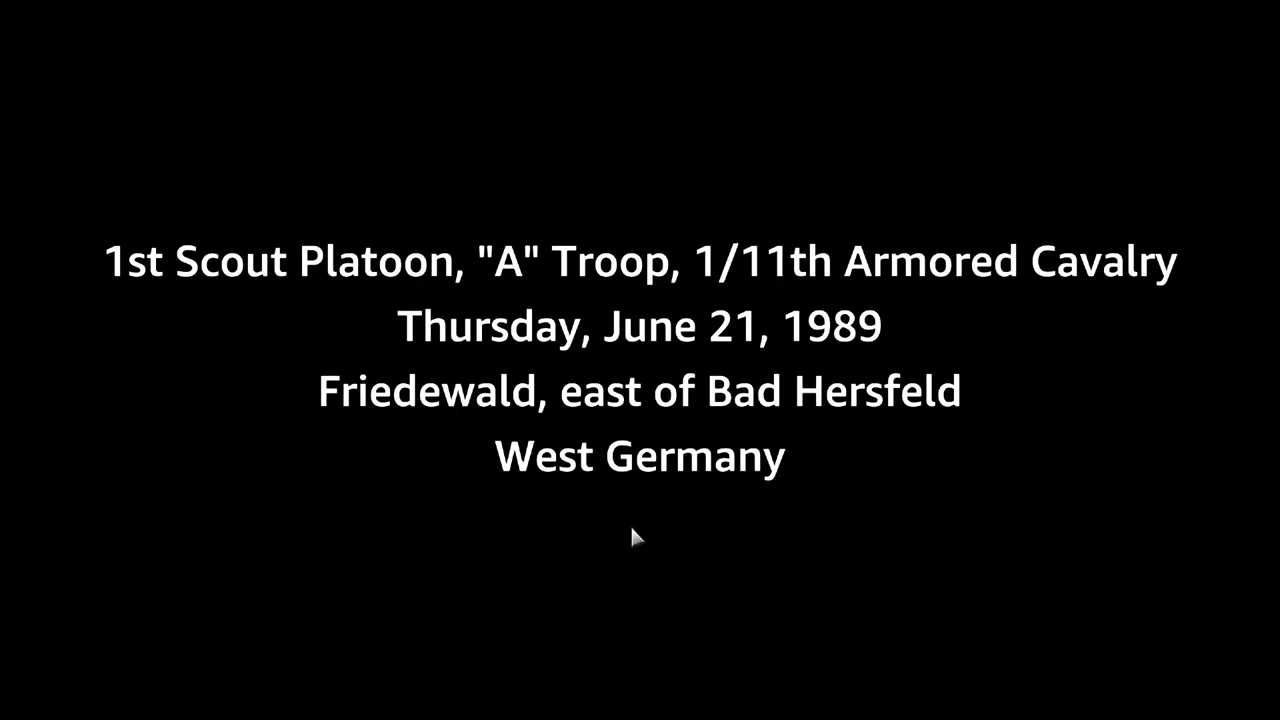 1st Scout Platoon, "A" Troop, 1/11th Armored Cavalry
Thursday, June 21, 1989
Friedewald, east of Bad Hersfeld
West Germany